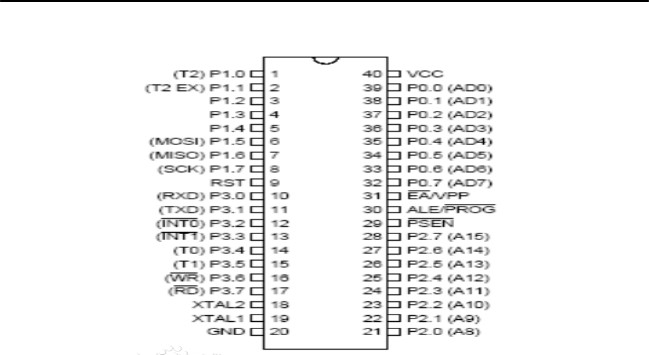 (T2) P1.0 1 40 VCC
(T2 EX) P1.1 2 39 P0.0 (AD0)
P1.2 3 38 P0.1 (AD1)
P1.3 4 37 P0.2 (AD2)
P1.4 5 36 P0.3 (AD3)
(MOSI) P1.5 6 35 P0.4 (AD4)
(MISO) P1.6 7 34 P0.5 (AD5)
(SCK) P1.7 8 33 P0.6 (AD6)
RST 9 32 P0.7 (AD7)
(RXD) P3.0 10 31 EA/VPP
(TXD) P3.1 11 30 ALE/PROG
(INT0) P3.2 12 29 PSEN
(INT1) P3.3 13 28 P2.7 (A15)
(T0) P3.4 14 27 P2.6 (A14)
(T1) P3.5 15 26 P2.5 (A13)
(WR) P3.6 16 25 P2.4 (A12)
(RD) P3.7 17 24 P2.3 (A11)
XTAL2 18 23 P2.2 (A10)
XTAL1 19 22 P2.1 (A9)
GND 20 21 P2.0 (A8)